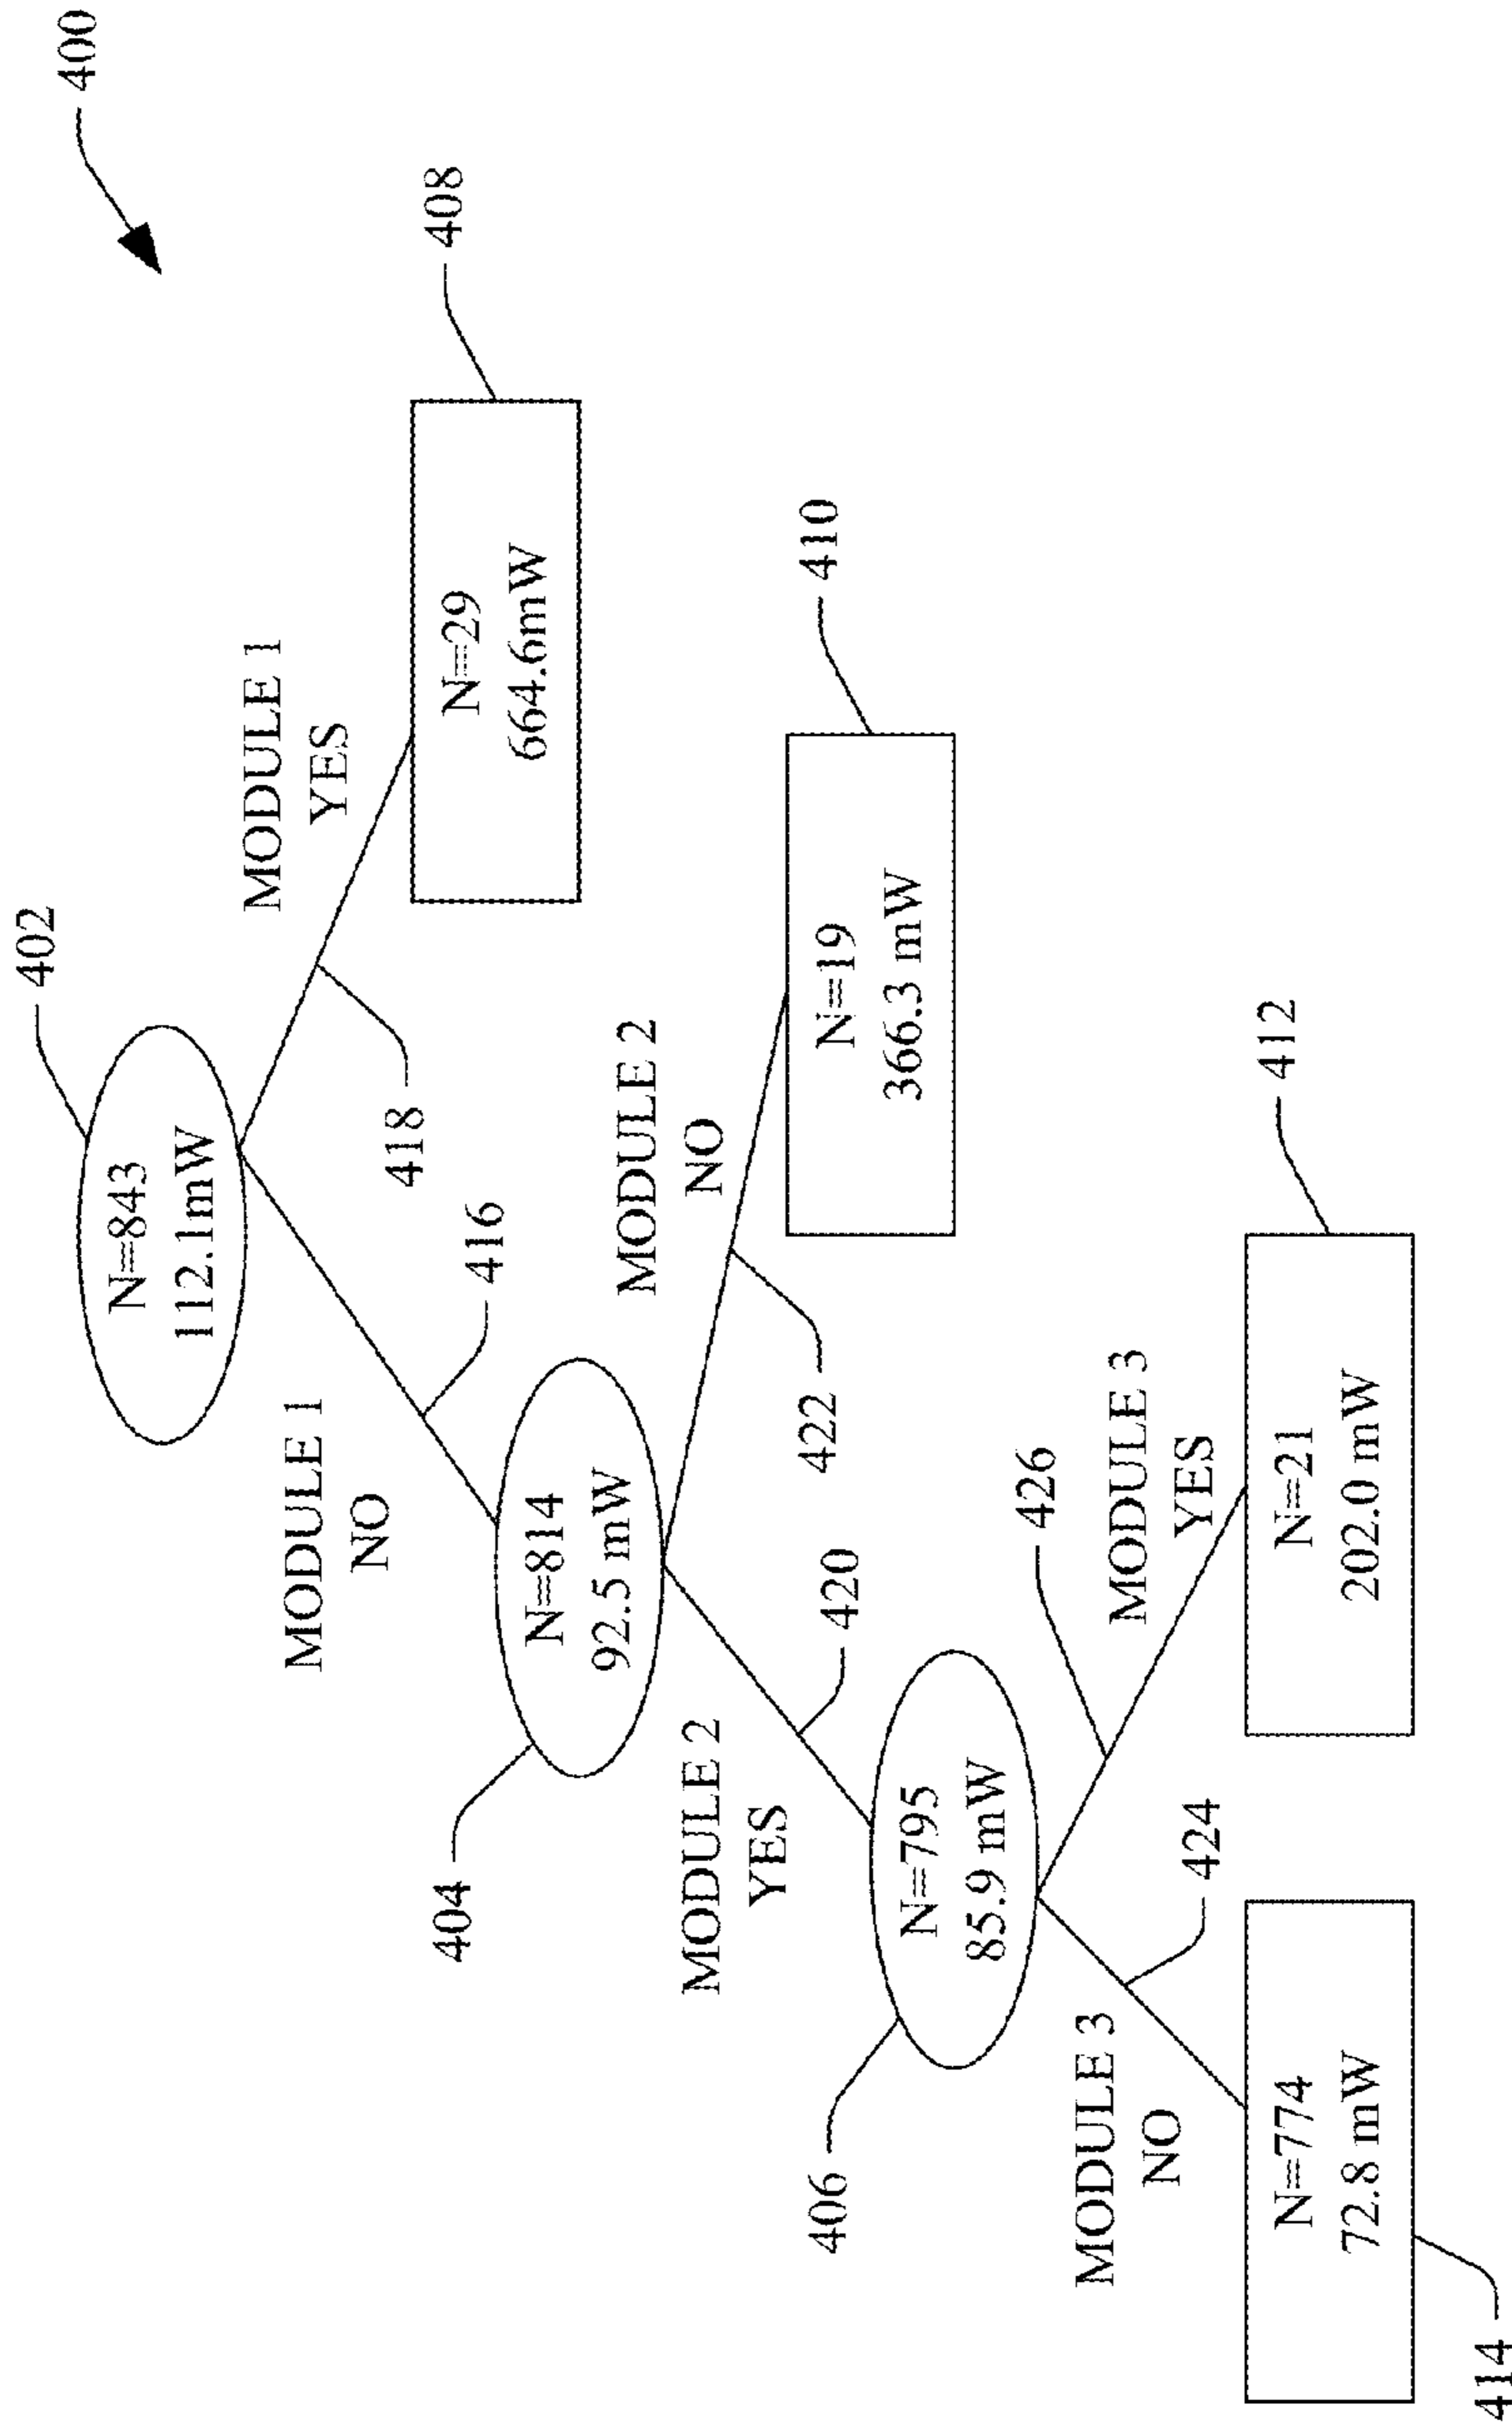 400
402
N=843
112.1mW
MODULE 1
YES
408
N=29
664.6mW
418
416
MODULE 1
NO
404
N=814
92.5 mW
MODULE 2
NO
410
N=19
366.3 mW
422
420
MODULE 2
YES
406
N=795
85.9 mW
426
MODULE 3
YES
412
N=21
202.0 mW
424
MODULE 3
NO
N=774
72.8 mW
414